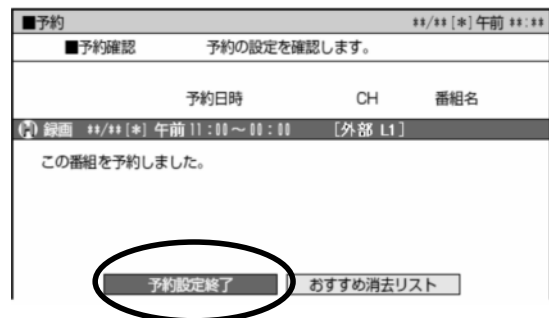 ■予約 **/**[*]午前 **:**
■予約確認 予約の設定を確認します。
予約日時 CH 番組名
録画 **/**[*] 午前 11:00～00:00 [外部 L1]
この番組を予約しました。
予約設定終了 おすすめ消去リスト